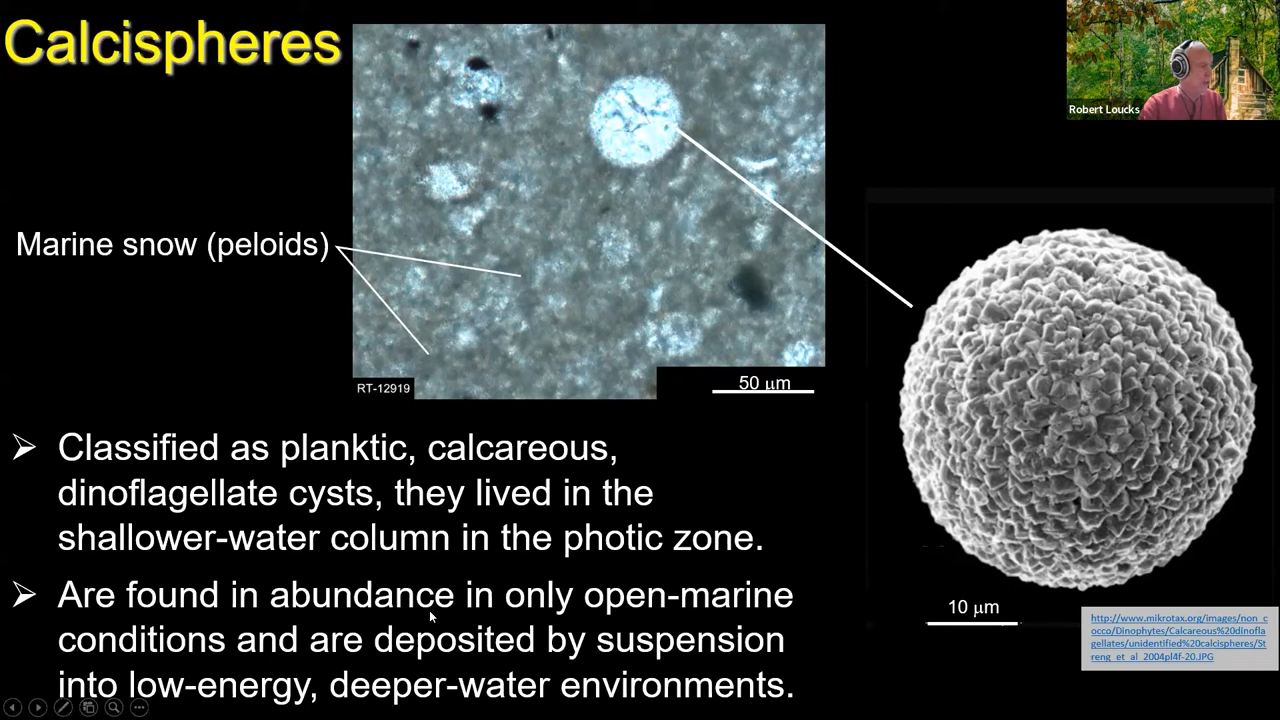 Calcispheres
Robert Loucks
Marine snow (peloids)
RT-12919
50 μm
➢ Classified as planktic, calcareous,
dinoflagellate cysts, they lived in the
shallower-water column in the photic zone.
➢ Are found in abundance in only open-marine
conditions and are deposited by suspension
into low-energy, deeper-water environments.
10 μm
http://www.mikrotax.org/images/non_c
occo/Dinophytes/Calcareous%20dinofla
gellates/unidentified%20calcispheres/St
reng_et_al_2004pl4f-20.JPG